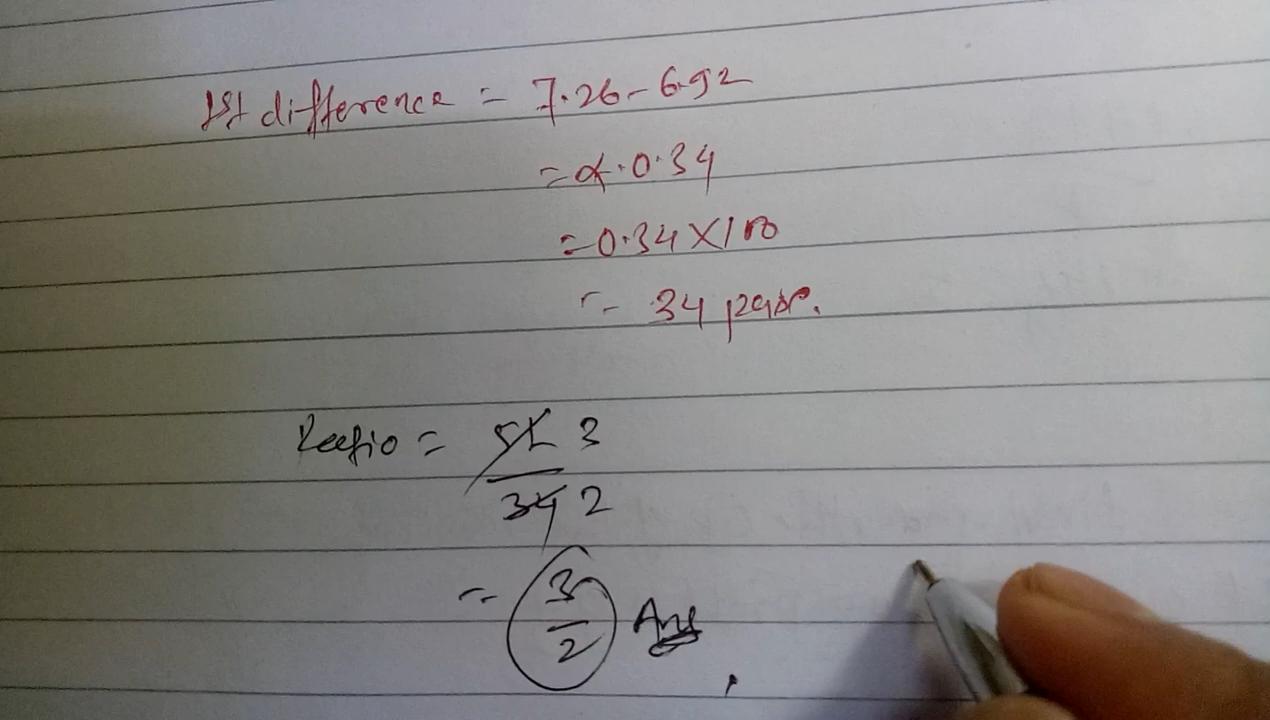 1st difference = 7.26 - 6.92
= 0.34
= 0.34 X 100
= 34 paise.
Ratio = 51 3
34 2
= 3
2 Ans